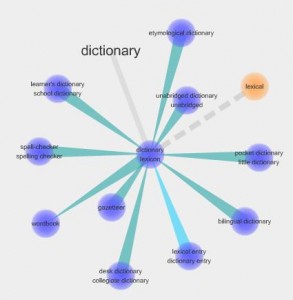 etymological dictionary
dictionary
learner's dictionary
school dictionary
unabridged dictionary
unabridged
lexical
spell-checker
spelling checker
dictionary
lexicon
pocket dictionary
little dictionary
gazetteer
wordbook
bilingual dictionary
lexical entry
dictionary entry
desk dictionary
collegiate dictionary